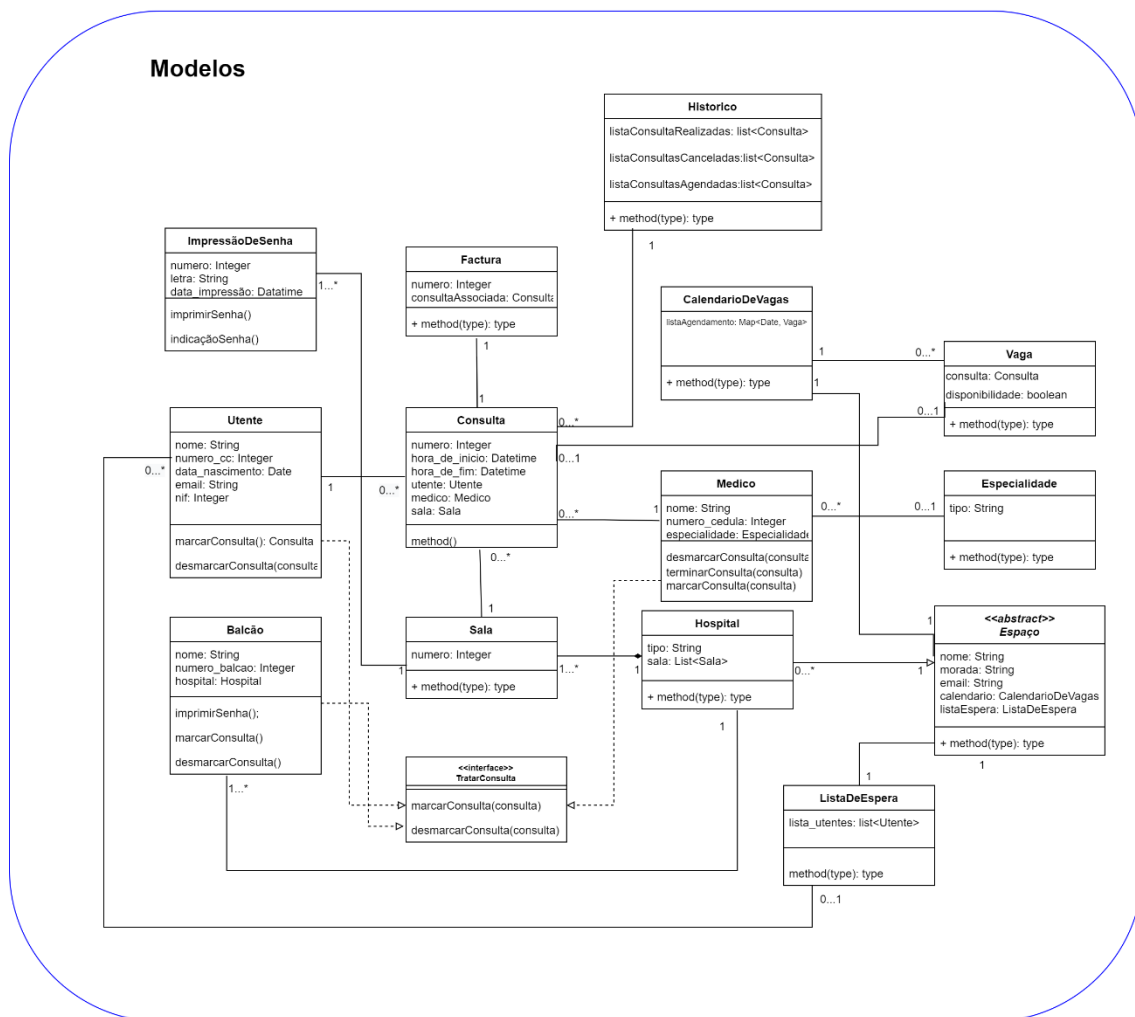 Modelos
Historico
listaConsultaRealizadas: list<Consulta>
listaConsultasCanceladas:list<Consulta>
listaConsultasAgendadas:list<Consulta>
+ method(type): type
1
ImpressãoDeSenha
numero: Integer
letra: String
data_impressão: Datatime
imprimirSenha()
indicaçãoSenha()
1...*
Factura
numero: Integer
consultaAssociada: Consulta
+ method(type): type
1
1
CalendarioDeVagas
listaAgendamento: Map<Date, Vaga>
+ method(type): type
1
0...*
1
Vaga
consulta: Consulta
disponibilidade: boolean
+ method(type): type
0...1
Utente
nome: String
numero_cc: Integer
data_nascimento: Date
email: String
nif: Integer
marcarConsulta(): Consulta
desmarcarConsulta(consulta
0...*
1
0...*
Consulta
numero: Integer
hora_de_inicio: Datetime
hora_de_fim: Datetime
utente: Utente
medico: Medico
sala: Sala
method()
0...*
0...1
0...*
1
0...*
1
Medico
nome: String
numero_cedula: Integer
especialidade: Especialidade
desmarcarConsulta(consulta
terminarConsulta(consulta)
marcarConsulta(consulta)
0...*
0...1
Especialidade
tipo: String
+ method(type): type
Balcão
nome: String
numero_balcao: Integer
hospital: Hospital
imprimirSenha();
marcarConsulta()
desmarcarConsulta()
1...*
Sala
numero: Integer
+ method(type): type
1
1...*
1
Hospital
tipo: String
sala: List<Sala>
+ method(type): type
0...*
1
1
1
<<abstract>>
Espaço
nome: String
morada: String
email: String
calendario: CalendarioDeVagas
listaEspera: ListaDeEspera
+ method(type): type
1
1
<<interface>>
TratarConsulta
marcarConsulta(consulta)
desmarcarConsulta(consulta)
ListaDeEspera
lista_utentes: list<Utente>
method(type): type
0...1